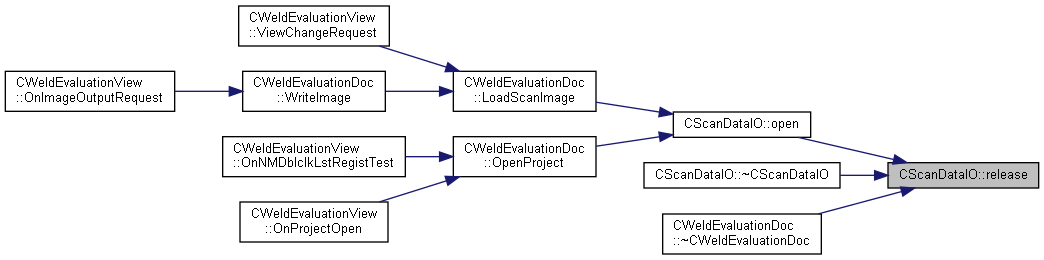 CWeldEvaluationView
::ViewChangeRequest
CWeldEvaluationView
::OnImageOutputRequest
CWeldEvaluationDoc
::WriteImage
CWeldEvaluationDoc
::LoadScanImage
CScanDataIO::open
CWeldEvaluationView
::OnNMDblclkLstRegistTest
CWeldEvaluationDoc
::OpenProject
CScanDataIO::~CScanDataIO
CScanDataIO::release
CWeldEvaluationView
::OnProjectOpen
CWeldEvaluationDoc
::~CWeldEvaluationDoc